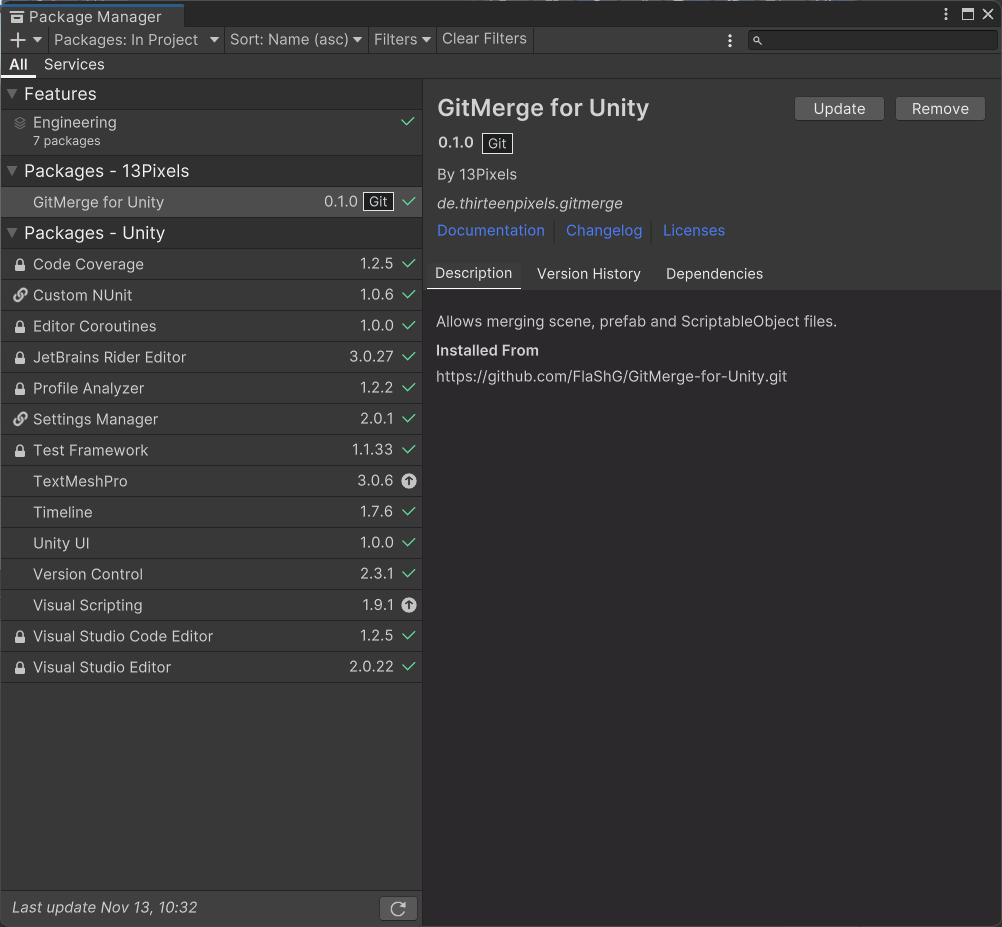 Package Manager
Packages: In Project Sort: Name (asc) Filters Clear Filters
All Services
Features
Engineering
7 packages
Packages - 13Pixels
GitMerge for Unity 0.1.0 Git
Packages - Unity
Code Coverage 1.2.5
Custom NUnit 1.0.6
Editor Coroutines 1.0.0
JetBrains Rider Editor 3.0.27
Profile Analyzer 1.2.2
Settings Manager 2.0.1
Test Framework 1.1.33
TextMeshPro 3.0.6
Timeline 1.7.6
Unity UI 1.0.0
Version Control 2.3.1
Visual Scripting 1.9.1
Visual Studio Code Editor 1.2.5
Visual Studio Editor 2.0.22
Last update Nov 13, 10:32
GitMerge for Unity Update Remove
0.1.0 Git
By 13Pixels
de.thirteenpixels.gitmerge
Documentation Changelog Licenses
Description Version History Dependencies
Allows merging scene, prefab and ScriptableObject files.
Installed From
https://github.com/FlaShG/GitMerge-for-Unity.git